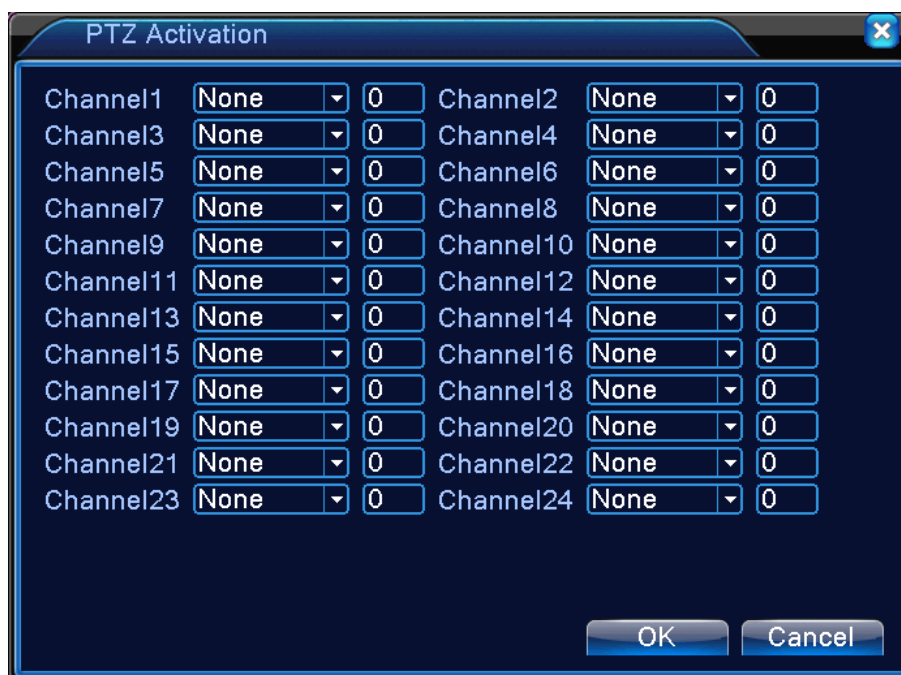 PTZ Activation
Channel1 None 0 Channel2 None 0
Channel3 None 0 Channel4 None 0
Channel5 None 0 Channel6 None 0
Channel7 None 0 Channel8 None 0
Channel9 None 0 Channel10 None 0
Channel11 None 0 Channel12 None 0
Channel13 None 0 Channel14 None 0
Channel15 None 0 Channel16 None 0
Channel17 None 0 Channel18 None 0
Channel19 None 0 Channel20 None 0
Channel21 None 0 Channel22 None 0
Channel23 None 0 Channel24 None 0
OK Cancel